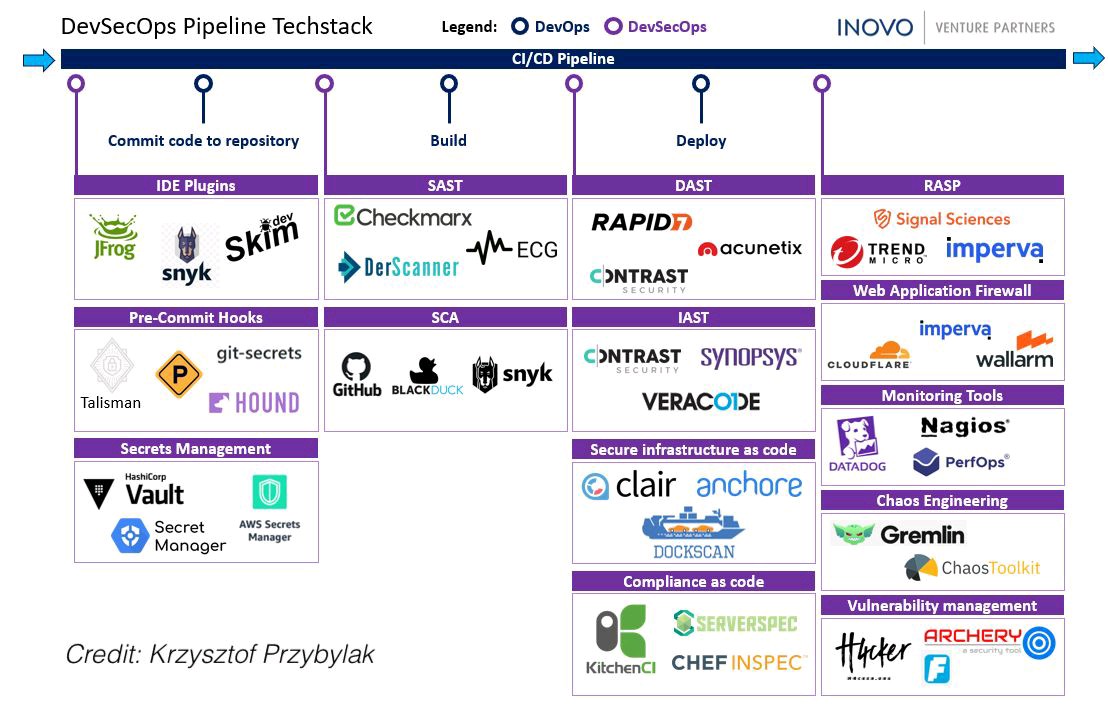 DevSecOps Pipeline Techstack
Legend: DevOps DevSecOps
INOVO VENTURE PARTNERS
CI/CD Pipeline
Commit code to repository
Build
Deploy
IDE Plugins
JFrog
snyk
dev
Skim
Pre-Commit Hooks
Talisman
P
git-secrets
HOUND
Secrets Management
HashiCorp
Vault
AWS Secrets
Manager
Secret
Manager
SAST
Checkmarx
DerScanner
ECG
SCA
GitHub
BLACKDUCK
snyk
DAST
RAPID7
acunetix
CONTRAST
SECURITY
IAST
CONTRAST
SECURITY
SYNOPSYS®
VERACODE
Secure infrastructure as code
clair
anchore
DOCKSCAN
Compliance as code
KitchenCI
SERVERSPEC
CHEF INSPEC™
RASP
Signal Sciences
TREND
MICRO™
imperva
Web Application Firewall
imperva
CLOUDFLARE
wallarm
Monitoring Tools
DATADOG
Nagios®
PerfOps®
Chaos Engineering
Gremlin
ChaosToolkit
Vulnerability management
ARCHERY
a security tool
F
Credit: Krzysztof Przybylak